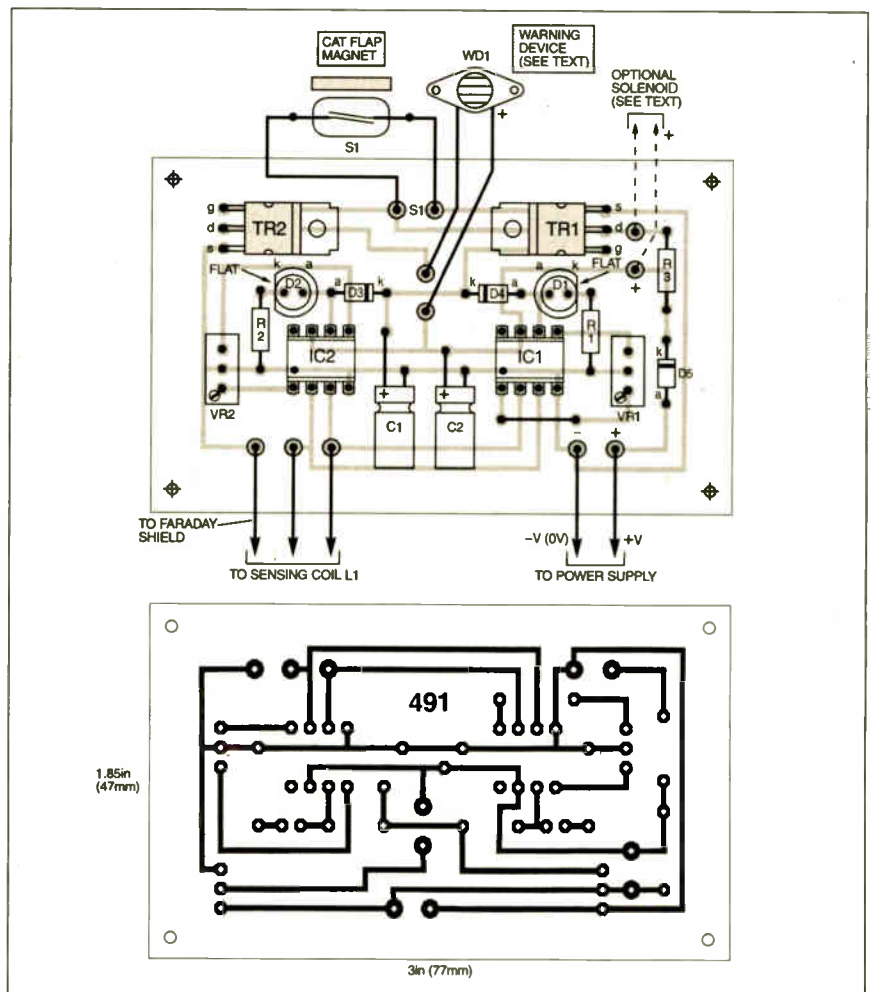 CAT FLAP
MAGNET
WD1
WARNING
DEVICE
(SEE TEXT)
OPTIONAL
SOLENOID
(SEE TEXT)
+
+
S1
S1
g
d
s
TR2
TR1
s
d
g
+
R
3
FLAT
k
a
D2
a
D3
k
k
D4
a
a
k
D1
FLAT
R
2
IC2
IC1
R
1
k
D5
a
VR2
VR1
+
C1
+
C2
-
+
TO FARADAY
SHIELD
TO SENSING COIL L1
-V (0V)
+V
TO POWER SUPPLY
491
1.85in
(47mm)
3in (77mm)